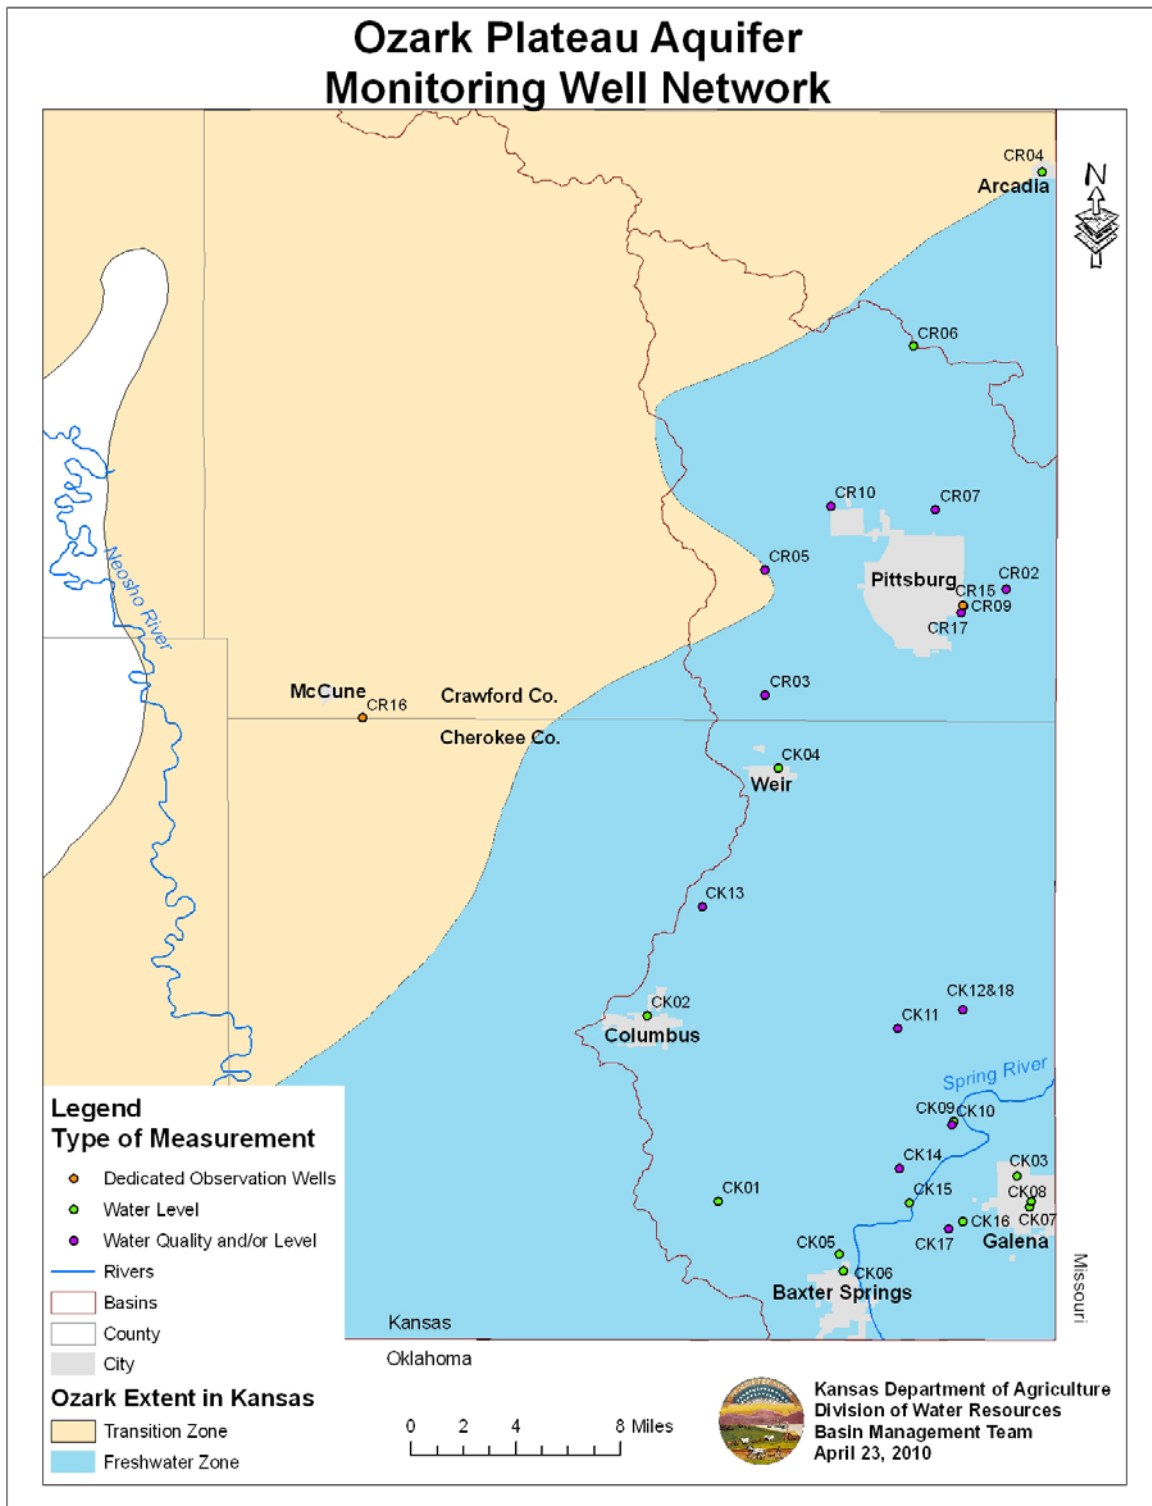 Ozark Plateau Aquifer
Monitoring Well Network
N
CR04
Arcadia
CR06
CR10
CR07
CR05
Pittsburg
CR02
CR15
CR09
CR17
Neosho River
McCune
CR16
Crawford Co.
CR03
Cherokee Co.
CK04
Weir
CK13
CK02
Columbus
CK12&18
CK11
Spring River
CK09
CK10
CK14
CK03
CK01
CK15
CK08
CK16
CK07
CK17
Galena
CK05
CK06
Baxter Springs
Missouri
Kansas
Oklahoma
Legend
Type of Measurement
Dedicated Observation Wells
Water Level
Water Quality and/or Level
Rivers
Basins
County
City
Ozark Extent in Kansas
Transition Zone
Freshwater Zone
0 2 4 8 Miles
Kansas Department of Agriculture
Division of Water Resources
Basin Management Team
April 23, 2010